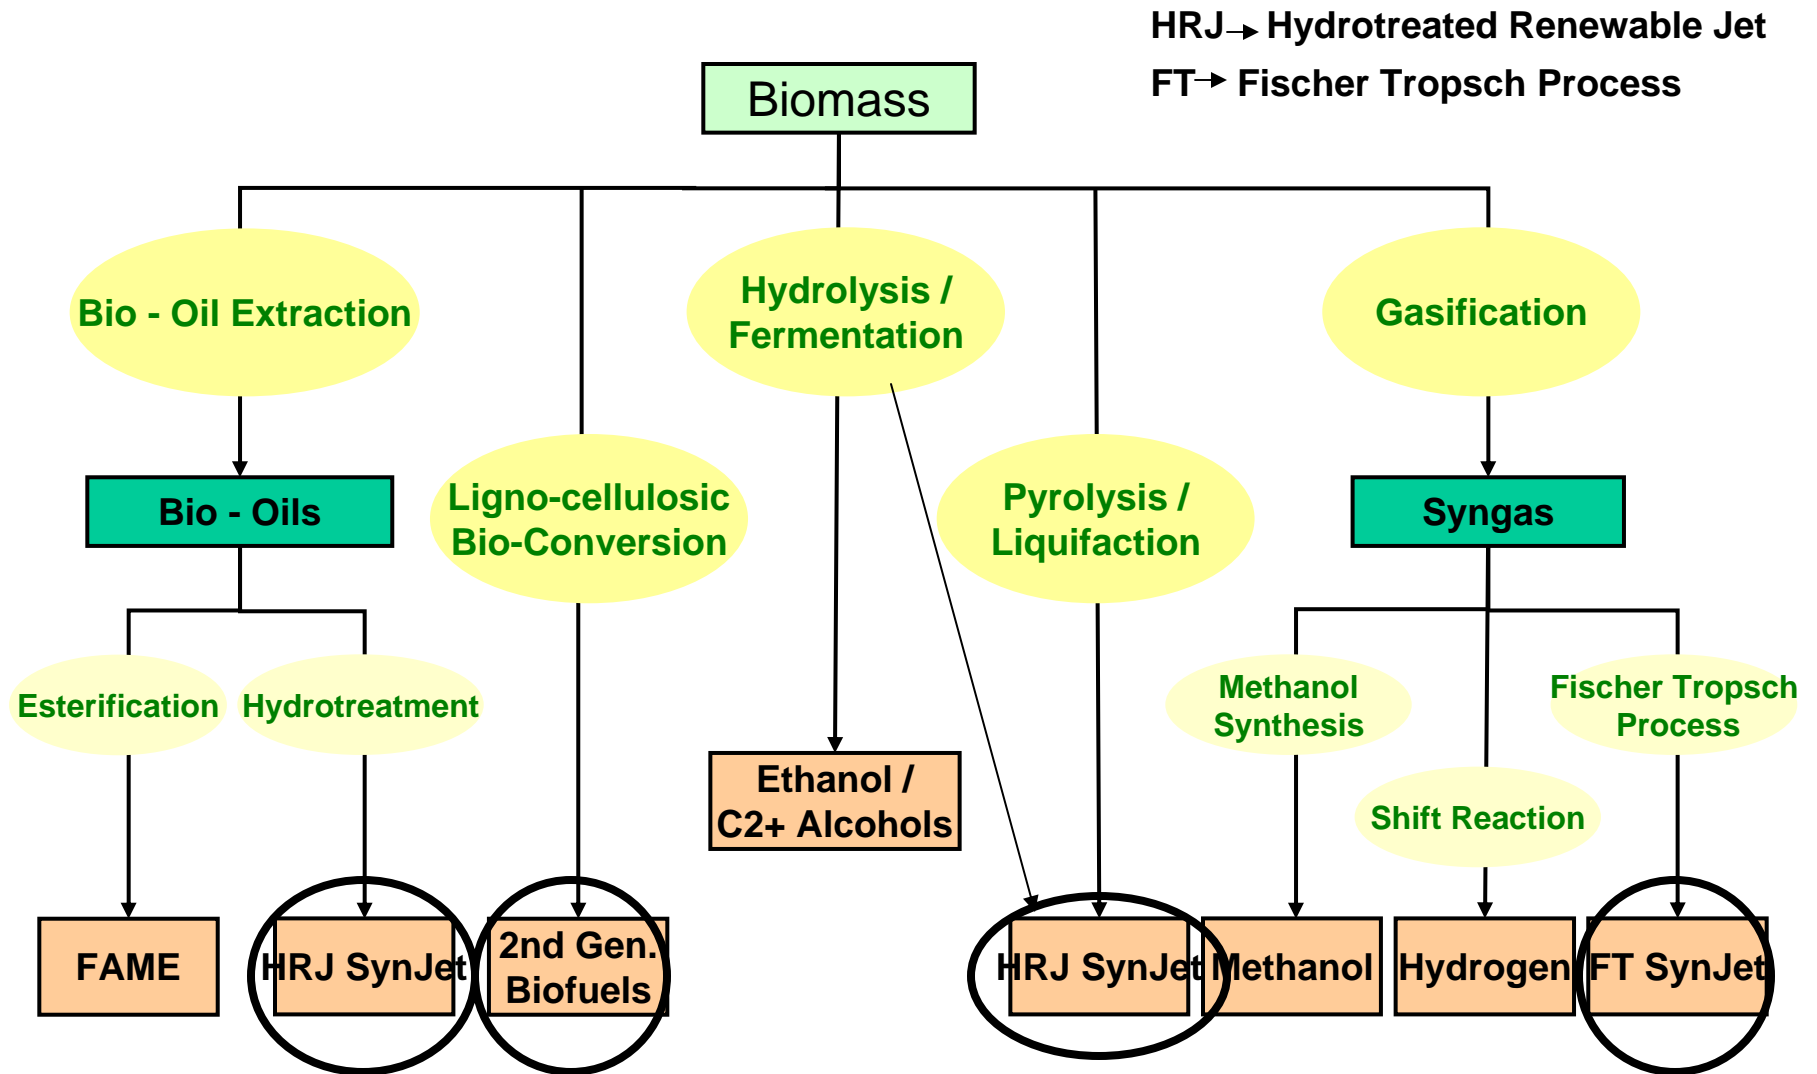 HRJ→ Hydrotreated Renewable Jet
FT→ Fischer Tropsch Process
Biomass
Bio - Oil Extraction
Hydrolysis /
Fermentation
Gasification
Bio - Oils
Ligno-cellulosic
Bio-Conversion
Pyrolysis /
Liquifaction
Syngas
Esterification
Hydrotreatment
Methanol
Synthesis
Fischer Tropsch
Process
Ethanol /
C2+ Alcohols
Shift Reaction
FAME
HRJ SynJet
2nd Gen.
Biofuels
HRJ SynJet
Methanol
Hydrogen
FT SynJet